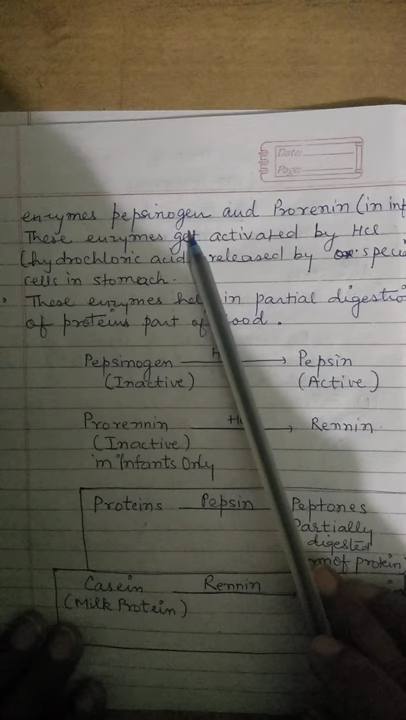 Date:
Page:
enzymes pepsinogen and Prorenin (in inf
These enzymes get activated by Hcl
(hydrochloric acid released by special
cells in stomach.
These enzymes in partial digestio
of proteins part of food.
Pepsinogen → Pepsin
(Inactive) (Active)
Prorennin → Rennin
(Inactive)
in Infants Only
Proteins Pepsin Peptones
Partially
digested
of protein
Casein Rennin
(Milk Protein)